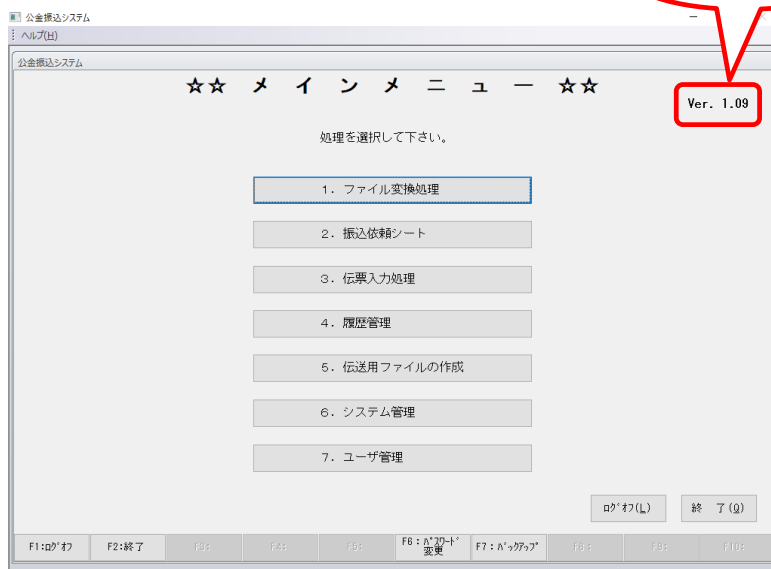 公金振込システム
ヘルプ(H)
公金振込システム
☆☆ メインメニュー ☆☆
Ver. 1.09
処理を選択して下さい。
1. ファイル変換処理
2. 振込依頼シート
3. 伝票入力処理
4. 履歴管理
5. 伝送用ファイルの作成
6. システム管理
7. ユーザ管理
ﾛｸﾞｵﾌ(L) 終 了(Q)
F1:ﾛｸﾞｵﾌ F2:終了 F3: F4: F5: F6:ﾊﾟｽﾜｰﾄﾞ変更 F7:ﾊﾞｯｸｱｯﾌﾟ F8: F9: F10: